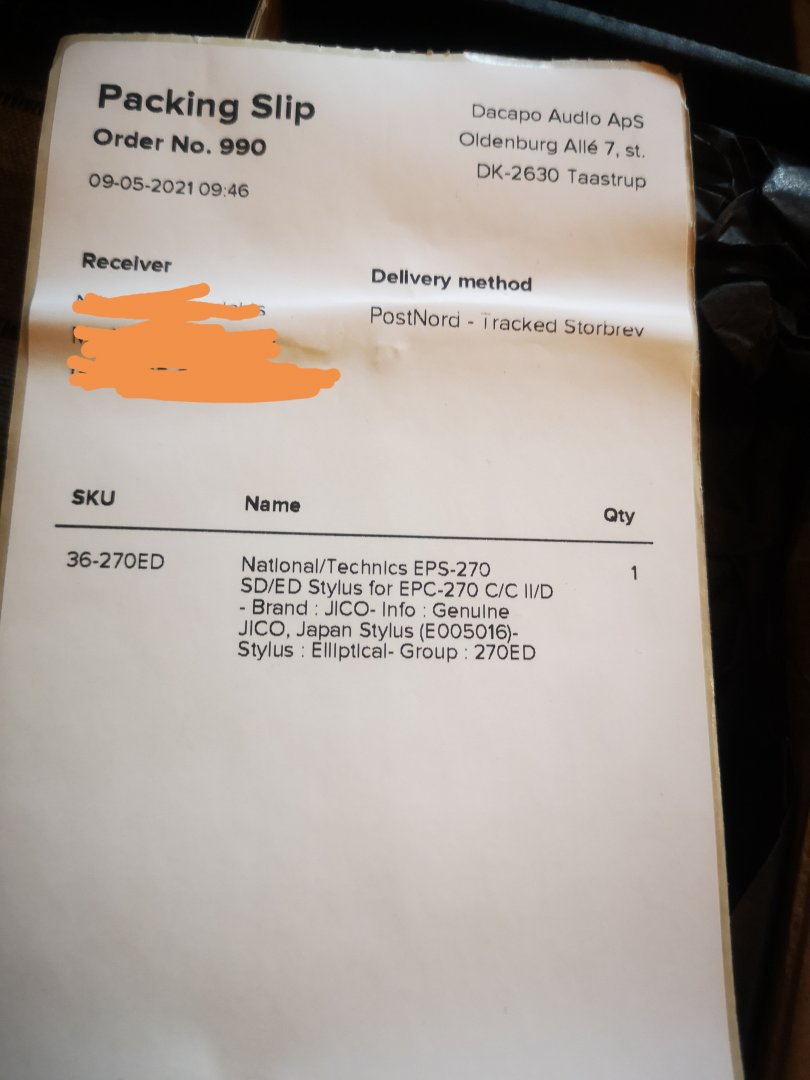 Packing Slip
Order No. 990
09-05-2021 09:46
Dacapo Audio ApS
Oldenburg Allé 7, st.
DK-2630 Taastrup
Receiver
Delivery method
PostNord - Tracked Storbrev
SKU Name Qty
36-270ED National/Technics EPS-270 1
SD/ED Stylus for EPC-270 C/C II/D
- Brand : JICO- Info : Genuine
JICO, Japan Stylus (E005016)-
Stylus : Elliptical- Group : 270ED